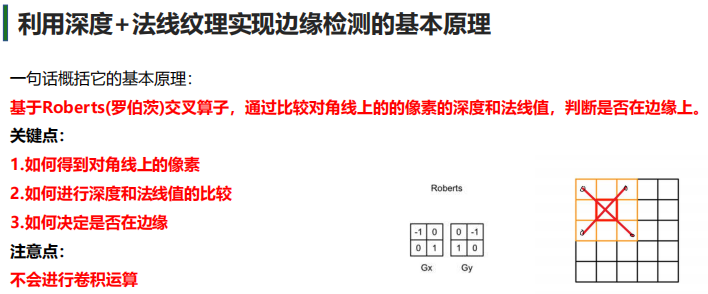 利用深度+法线纹理实现边缘检测的基本原理
一句话概括它的基本原理：
基于Roberts(罗伯茨)交叉算子，通过比较对角线上的的像素的深度和法线值，判断是否在边缘上。
关键点：
1.如何得到对角线上的像素
2.如何进行深度和法线值的比较
3.如何决定是否在边缘
注意点：
不会进行卷积运算
Roberts
-1 0 0 -1
0 1 1 0
Gx Gy